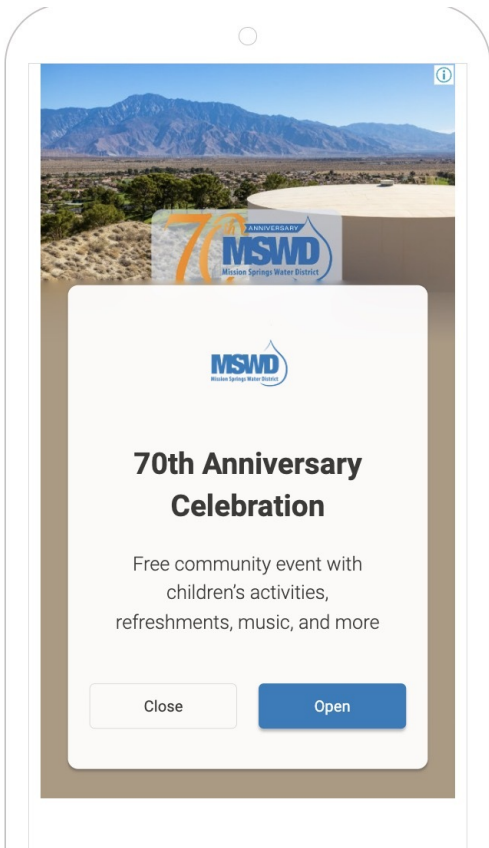 70th ANNIVERSARY
MSWD
Mission Springs Water District
MSWD
Mission Springs Water District
70th Anniversary
Celebration
Free community event with
children’s activities,
refreshments, music, and more
Close
Open